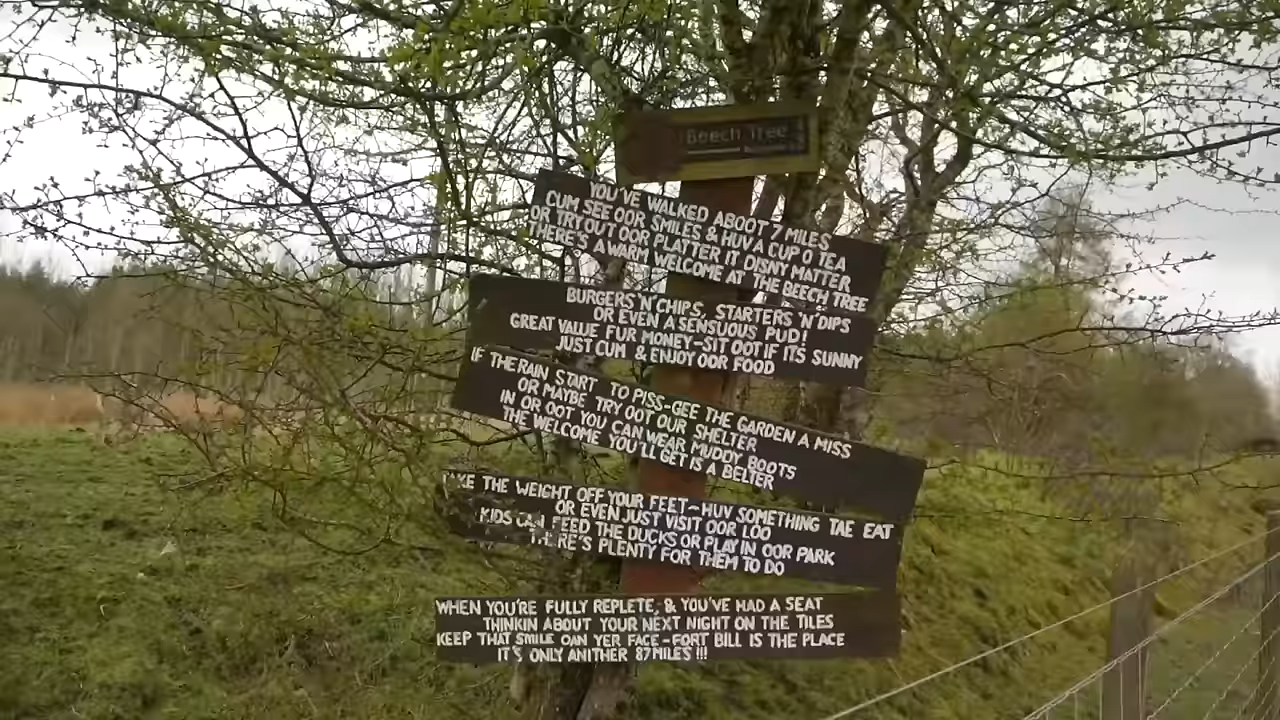 Beech Tree
YOU'VE WALKED ABOOT 7 MILES
CUM SEE OOR SMILES & HUV A CUP O TEA
OR TRY OUT OOR PLATTER IT DISNY MATTER
THERE'S A WARM WELCOME AT THE BEECH TREE
BURGERS 'N' CHIPS, STARTERS 'N' DIPS
OR EVEN A SENSUOUS PUD!
GREAT VALUE FUR MONEY-SIT OOT IF IT'S SUNNY
JUST CUM & ENJOY OOR FOOD
IF THE RAIN START TO PISS-GEE THE GARDEN A MISS
OR MAYBE TRY OOT OUR SHELTER
IN OR OOT YOU CAN WEAR MUDDY BOOTS
THE WELCOME YOU'LL GET IS A BELTER
TAKE THE WEIGHT OFF YOUR FEET-HUV SOMETHING TAE EAT
OR EVEN JUST VISIT OOR LOO
KIDS CAN FEED THE DUCKS OR PLAY IN OOR PARK
THERE'S PLENTY FOR THEM TO DO
WHEN YOU'RE FULLY REPLETE, & YOU'VE HAD A SEAT
THINKIN ABOUT YOUR NEXT NIGHT ON THE TILES
KEEP THAT SMILE OAN YER FACE-FORT BILL IS THE PLACE
IT'S ONLY ANITHER 87 MILES !!!